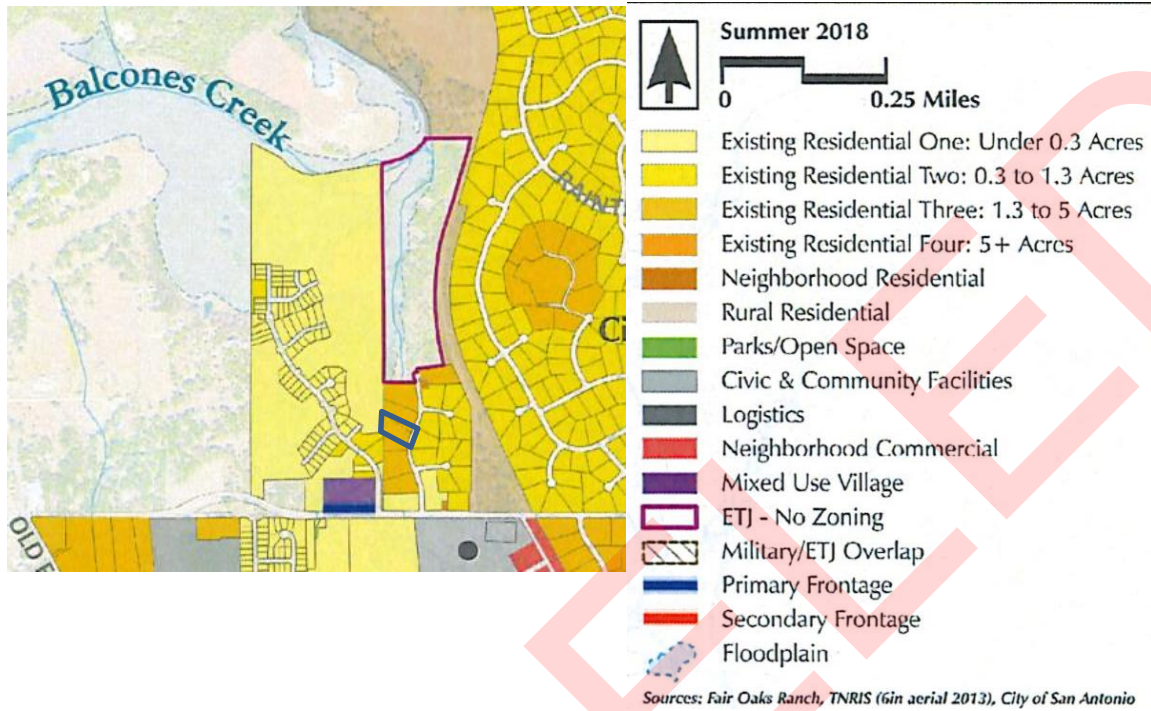 Balcones Creek
RAINT
Ci
OLD F
Summer 2018
0 0.25 Miles
Existing Residential One: Under 0.3 Acres
Existing Residential Two: 0.3 to 1.3 Acres
Existing Residential Three: 1.3 to 5 Acres
Existing Residential Four: 5+ Acres
Neighborhood Residential
Rural Residential
Parks/Open Space
Civic & Community Facilities
Logistics
Neighborhood Commercial
Mixed Use Village
ETJ - No Zoning
Military/ETJ Overlap
Primary Frontage
Secondary Frontage
Floodplain
Sources: Fair Oaks Ranch, TNRIS (6in aerial 2013), City of San Antonio